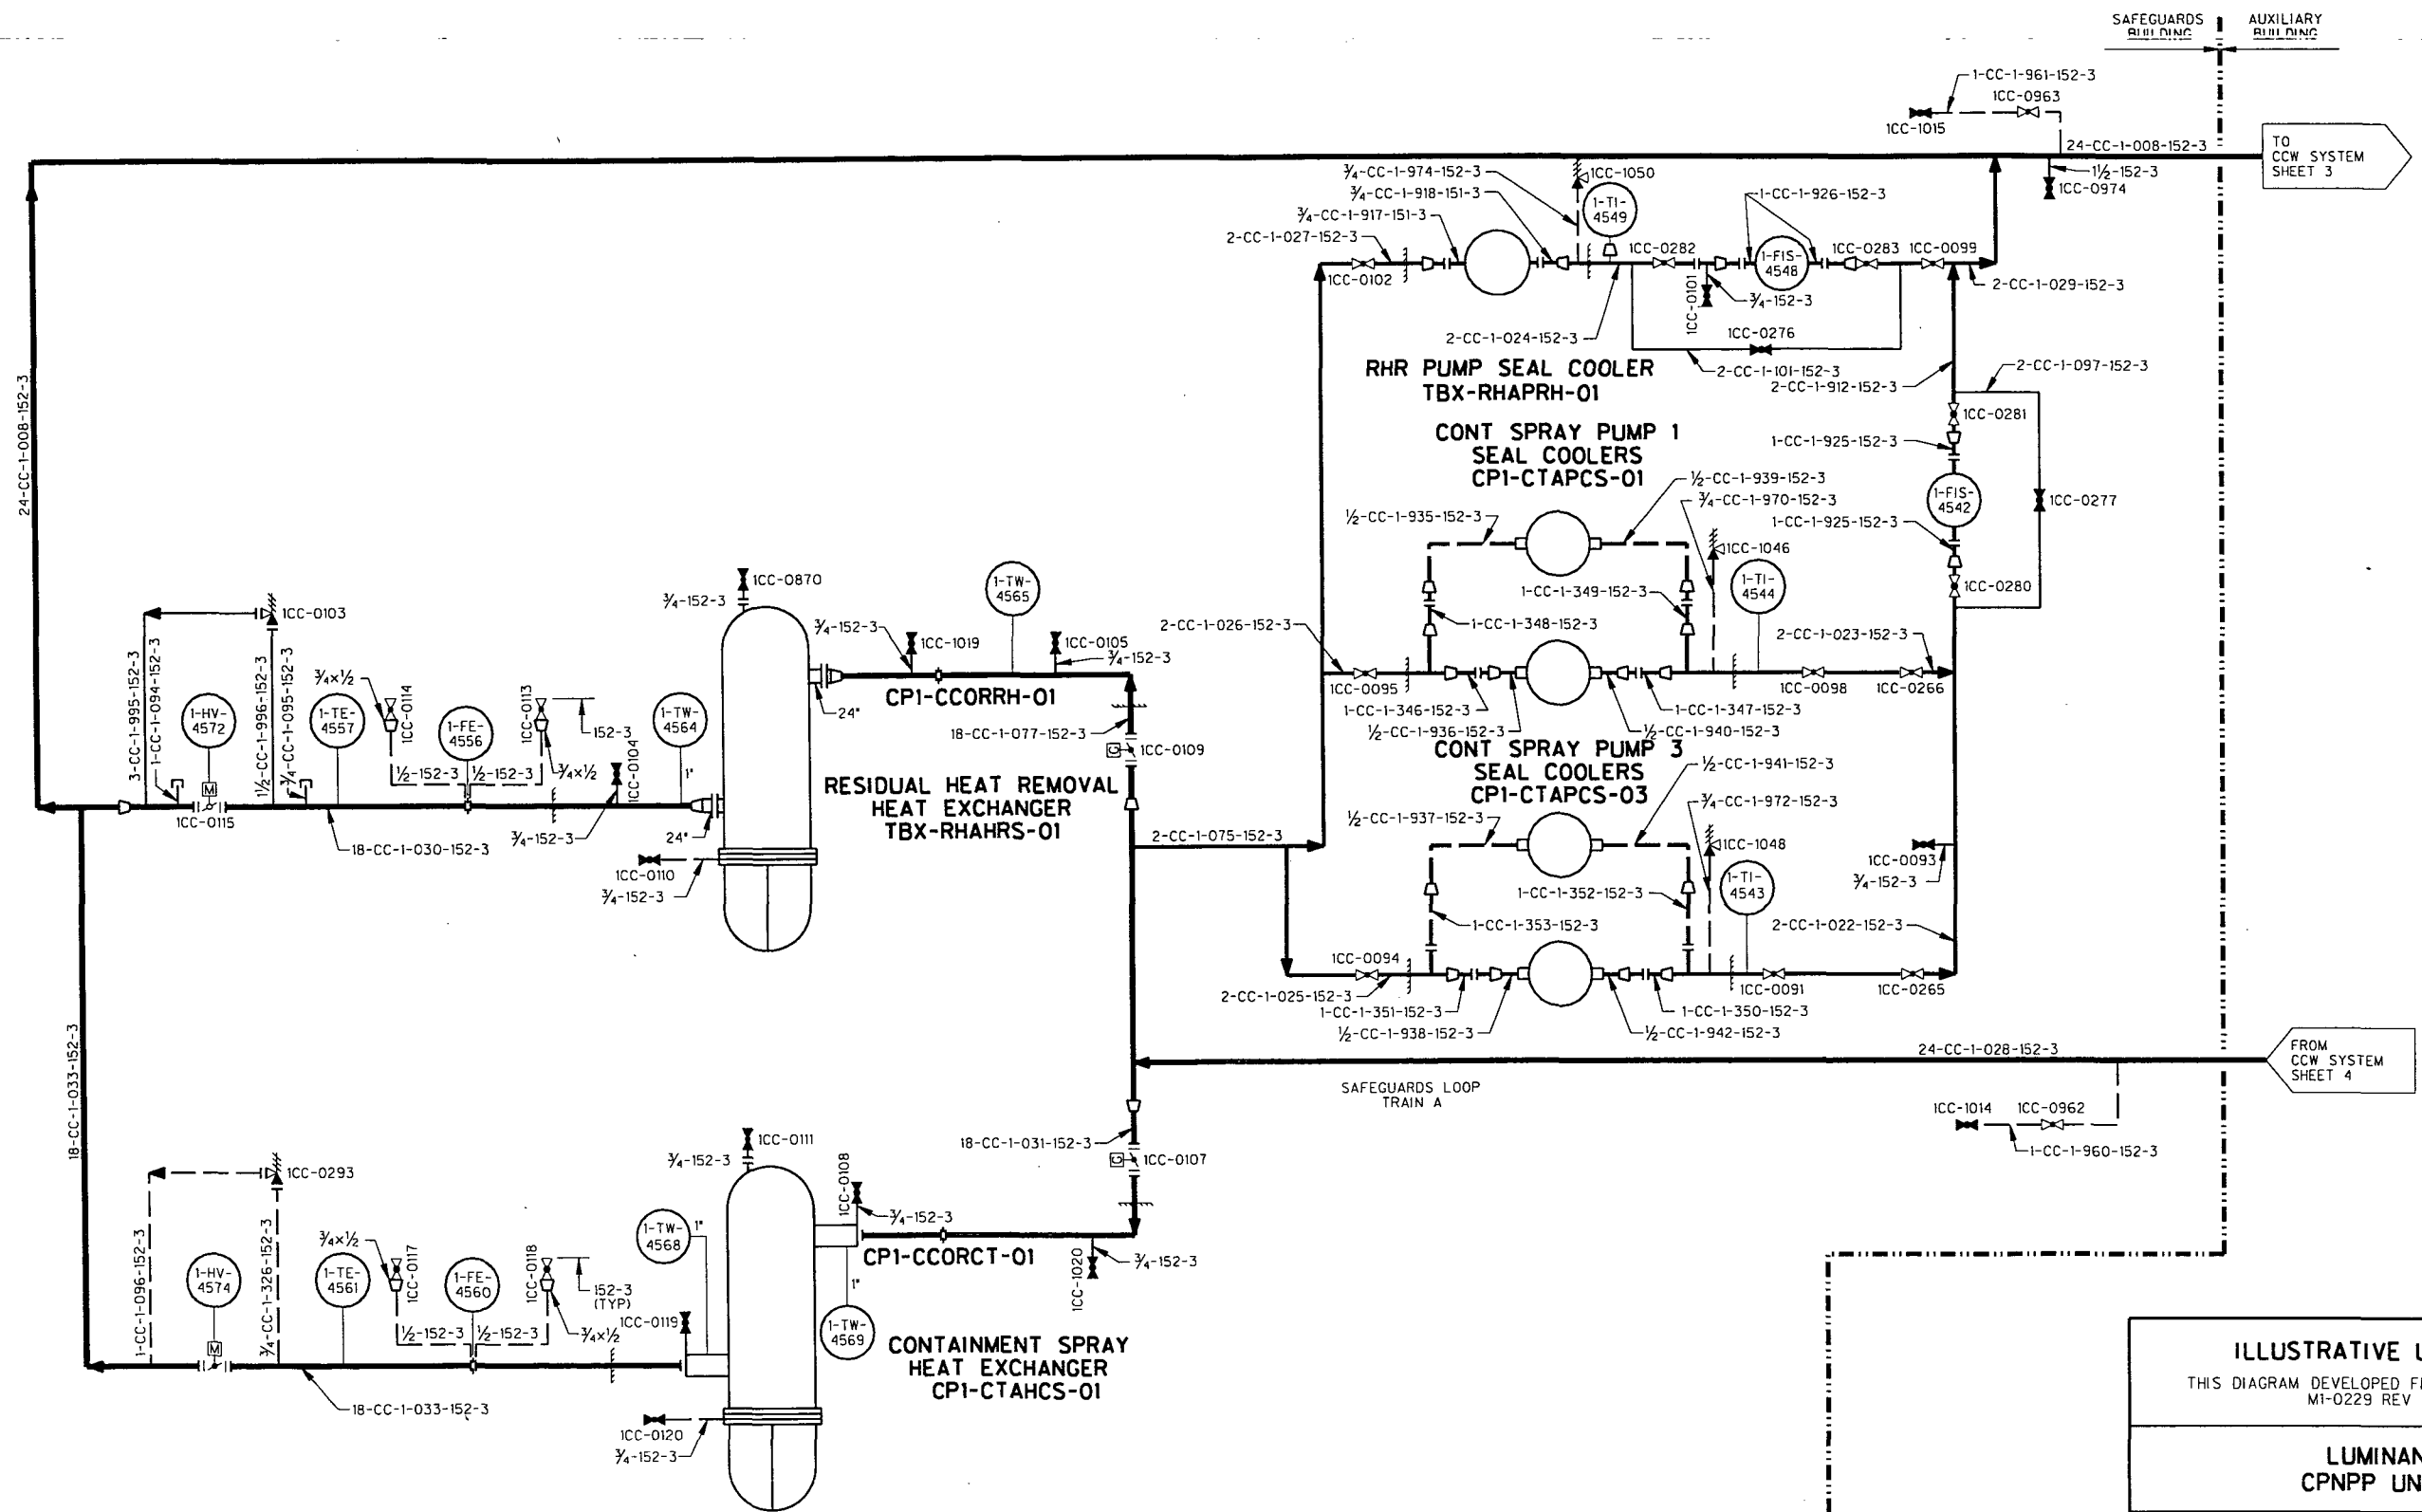 SAFEGUARDS
BUILDING
AUXILIARY
BUILDING
1-CC-1-961-152-3
1CC-0963
1CC-1015
24-CC-1-008-152-3
TO
CCW SYSTEM
SHEET 3
1½-152-3
1CC-0974
¾-CC-1-974-152-3
1CC-1050
¾-CC-1-918-151-3
¾-CC-1-917-151-3
2-CC-1-027-152-3
1-TI-
4549
1-CC-1-926-152-3
1CC-0282
1-FIS-
4548
1CC-0283
1CC-0099
1CC-0102
1CC-0101
¾-152-3
2-CC-1-029-152-3
2-CC-1-024-152-3
1CC-0276
2-CC-1-101-152-3
RHR PUMP SEAL COOLER
TBX-RHAPRH-01
2-CC-1-912-152-3
2-CC-1-097-152-3
1CC-0281
1-CC-1-925-152-3
1-FIS-
4542
1CC-0277
1-CC-1-925-152-3
1CC-0280
CONT SPRAY PUMP 1
SEAL COOLERS
CP1-CTAPCS-01
½-CC-1-939-152-3
¾-CC-1-970-152-3
½-CC-1-935-152-3
1CC-1046
1-TI-
4544
1-CC-1-349-152-3
1-CC-1-348-152-3
2-CC-1-026-152-3
2-CC-1-023-152-3
1CC-0095
1CC-0098
1CC-0266
1-CC-1-346-152-3
1-CC-1-347-152-3
½-CC-1-936-152-3
½-CC-1-940-152-3
CONT SPRAY PUMP 3
SEAL COOLERS
CP1-CTAPCS-03
½-CC-1-941-152-3
¾-CC-1-972-152-3
½-CC-1-937-152-3
1CC-1048
1-TI-
4543
1-CC-1-352-152-3
1-CC-1-353-152-3
1CC-0093
¾-152-3
2-CC-1-022-152-3
2-CC-1-075-152-3
1CC-0094
2-CC-1-025-152-3
1CC-0091
1CC-0265
1-CC-1-351-152-3
1-CC-1-350-152-3
½-CC-1-938-152-3
½-CC-1-942-152-3
24-CC-1-028-152-3
FROM
CCW SYSTEM
SHEET 4
SAFEGUARDS LOOP
TRAIN A
1CC-1014
1CC-0962
1-CC-1-960-152-3
24-CC-1-008-152-3
1CC-0870
¾-152-3
1-TW-
4565
¾-152-3
1CC-1019
1CC-0105
¾-152-3
CP1-CCORRH-01
24"
18-CC-1-077-152-3
1CC-0109
G
RESIDUAL HEAT REMOVAL
HEAT EXCHANGER
TBX-RHAHRS-01
1CC-0103
3-CC-1-995-152-3
1-CC-1-094-152-3
1½-CC-1-996-152-3
¾-CC-1-095-152-3
1-HV-
4572
M
1CC-0115
1-TE-
4557
¾x½
1CC-0114
1-FE-
4556
½-152-3
½-152-3
1CC-0113
152-3
¾x½
1CC-0104
1-TW-
4564
1"
18-CC-1-030-152-3
¾-152-3
24"
1CC-0110
¾-152-3
18-CC-1-033-152-3
1CC-0111
¾-152-3
1CC-0108
¾-152-3
18-CC-1-031-152-3
1CC-0107
G
CP1-CCORCT-01
1CC-1020
¾-152-3
1"
1-TW-
4569
CONTAINMENT SPRAY
HEAT EXCHANGER
CP1-CTAHCS-01
1CC-0293
1-CC-1-096-152-3
¾-CC-1-326-152-3
1-HV-
4574
M
1-TE-
4561
¾x½
1CC-0117
1-FE-
4560
½-152-3
½-152-3
1CC-0118
152-3
(TYP)
¾x½
1-TW-
4568
1"
1CC-0119
18-CC-1-033-152-3
1CC-0120
¾-152-3
ILLUSTRATIVE
THIS DIAGRAM DEVELOPED
M1-0229 REV
LUMINAN
CPNPP UN